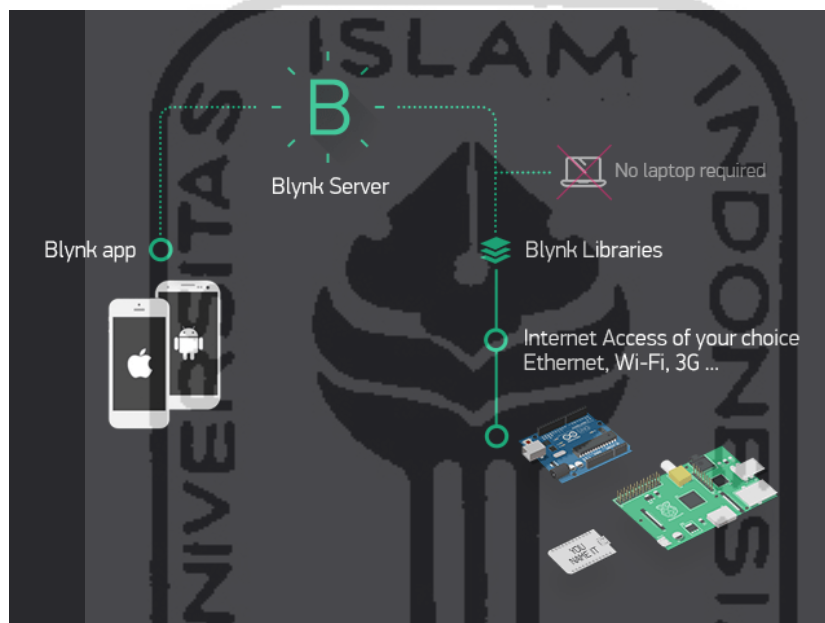 ISLAM
UNIVERSITAS
INDONESIA
B
Blynk Server
No laptop required
Blynk app
Blynk Libraries
Internet Access of your choice
Ethernet, Wi-Fi, 3G ...
YOU
NAME IT